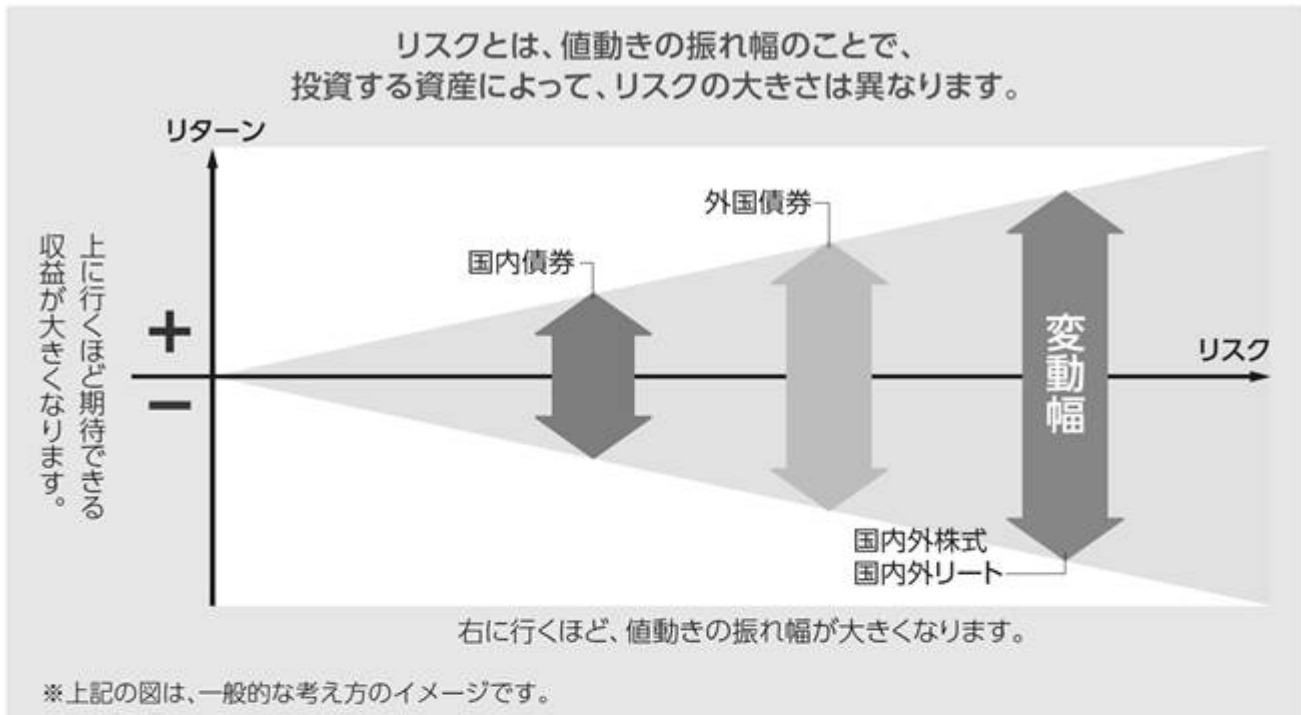 リスクとは、値動きの振れ幅のことで、
投資する資産によって、リスクの大きさは異なります。
リターン
外国債券
国内債券
上に行くほど期待できる
収益が大きくなります。
+
−
変動幅
リスク
国内外株式
国内外リート
右に行くほど、値動きの振れ幅が大きくなります。
※上記の図は、一般的な考え方のイメージです。